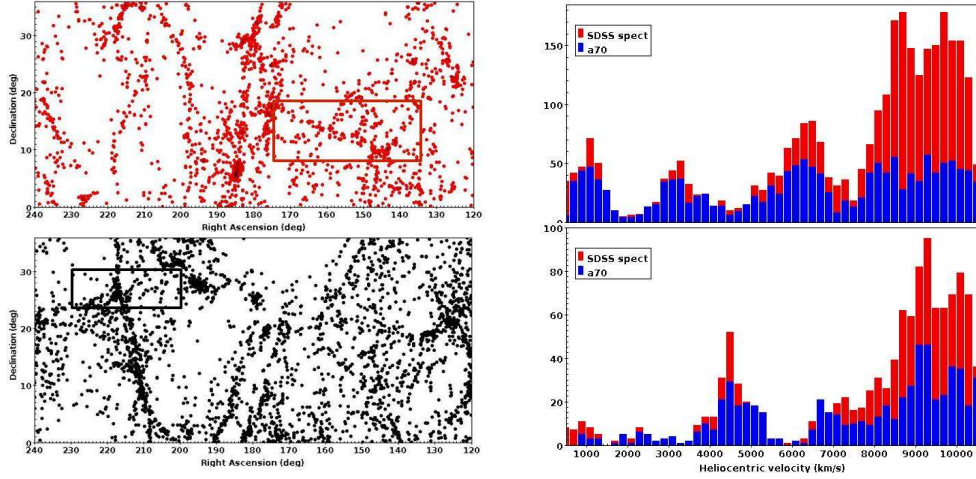 30
20
10
0
240 230 220 210 200 190 180 170 160 150 140 130 120
Right Ascension (deg)
Declination (deg)
30
20
10
0
240 230 220 210 200 190 180 170 160 150 140 130 120
Right Ascension (deg)
Declination (deg)
SDSS spect
a70
150
100
50
0
SDSS spect
a70
100
80
60
40
20
0
1000 2000 3000 4000 5000 6000 7000 8000 9000 10000
Heliocentric velocity (km/s)